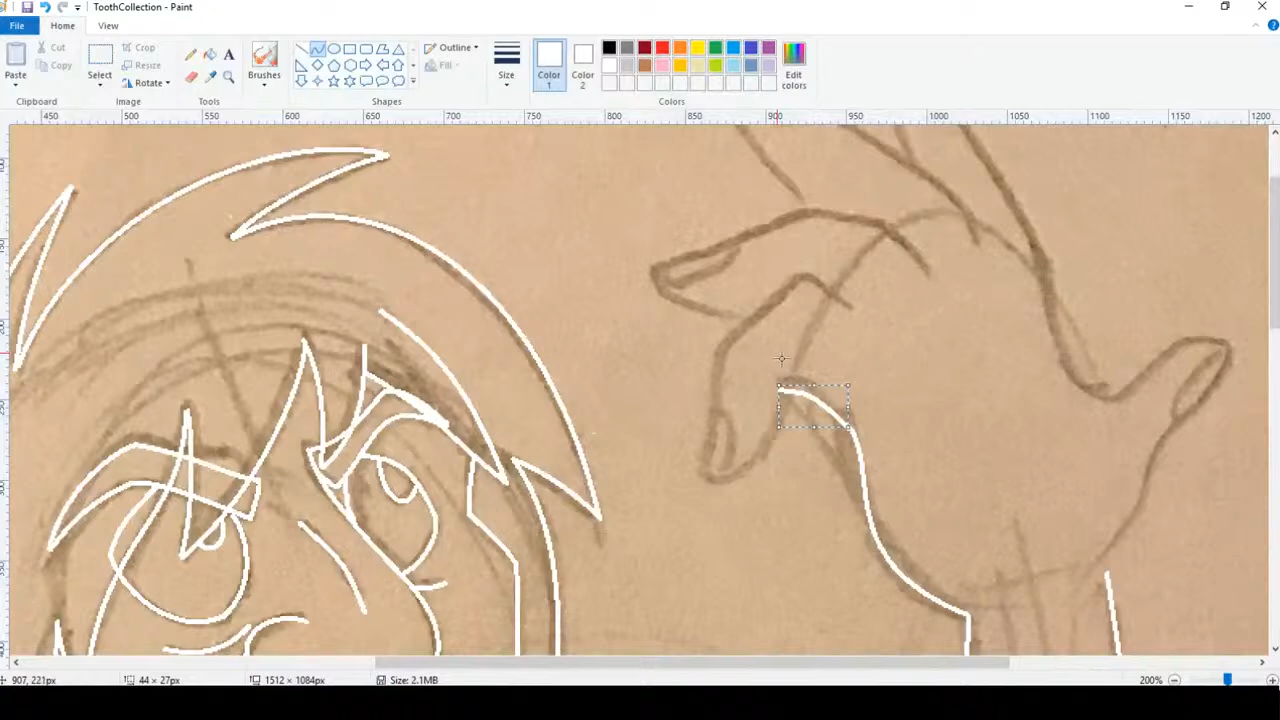 ToothCollection - Paint
File Home View
Paste Cut Copy Clipboard
Select Crop Resize Rotate Image
A Tools
Brushes
Outline Fill Shapes
Size
Color 1
Color 2
Colors
Edit colors
450 500 550 600 650 700 750 800 850 900 950 1000 1050 1100 1150 1200
907, 221px 44 × 27px 1512 × 1084px Size: 2.1MB 200%